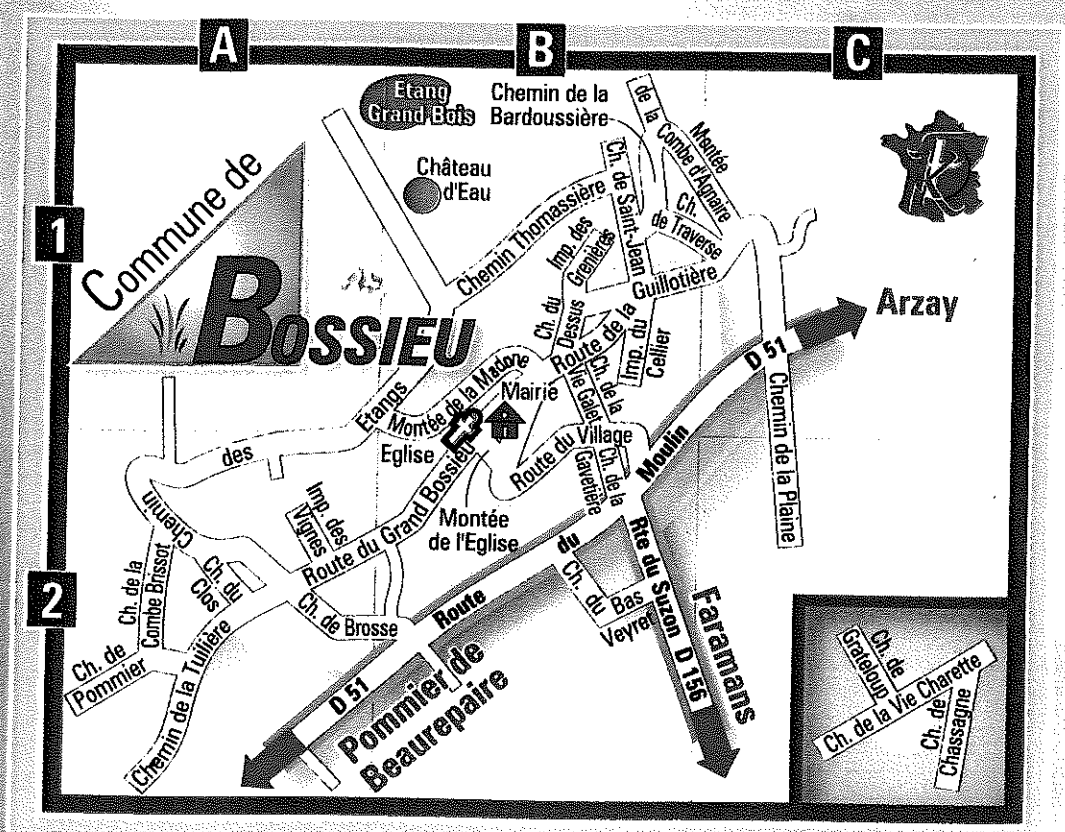 A
B
C
1
2
Commune de
BOSSIEU
Etang
Grand Bois
Château
d'Eau
Chemin de la
Bardoussière
Montée
de la Combe d'Agniaire
Ch. de Saint-Jean
Ch.
de Traverse
Chemin Thomassière
Imp. des
Grenières
Guillotière
Ch. du
Dessus
Route de la
Imp. du
Cellier
Arzay
D 51
Chemin de la Plaine
Montée de la Madone
Mairie
Ch. de la
Vie Galet
Etangs
des
Chemin
Eglise
Route du Village
Moulin
Ch. de la
Gavetière
Route du Grand Bossieu
Imp. des
Vignes
Montée
de l'Eglise
du
Route
Rte du Suzon D 156
Faramans
Ch. du
Bas
Veyret
Ch. de la
Combe Brissot
Ch. du
Clos
Ch. de Brosse
Ch. de
Pommier
Chemin de la Tuilière
D 51
Pommier de
Beaurepaire
Ch. de
Grateloup
Ch. de la Vie Charette
Ch. de
Chassagne